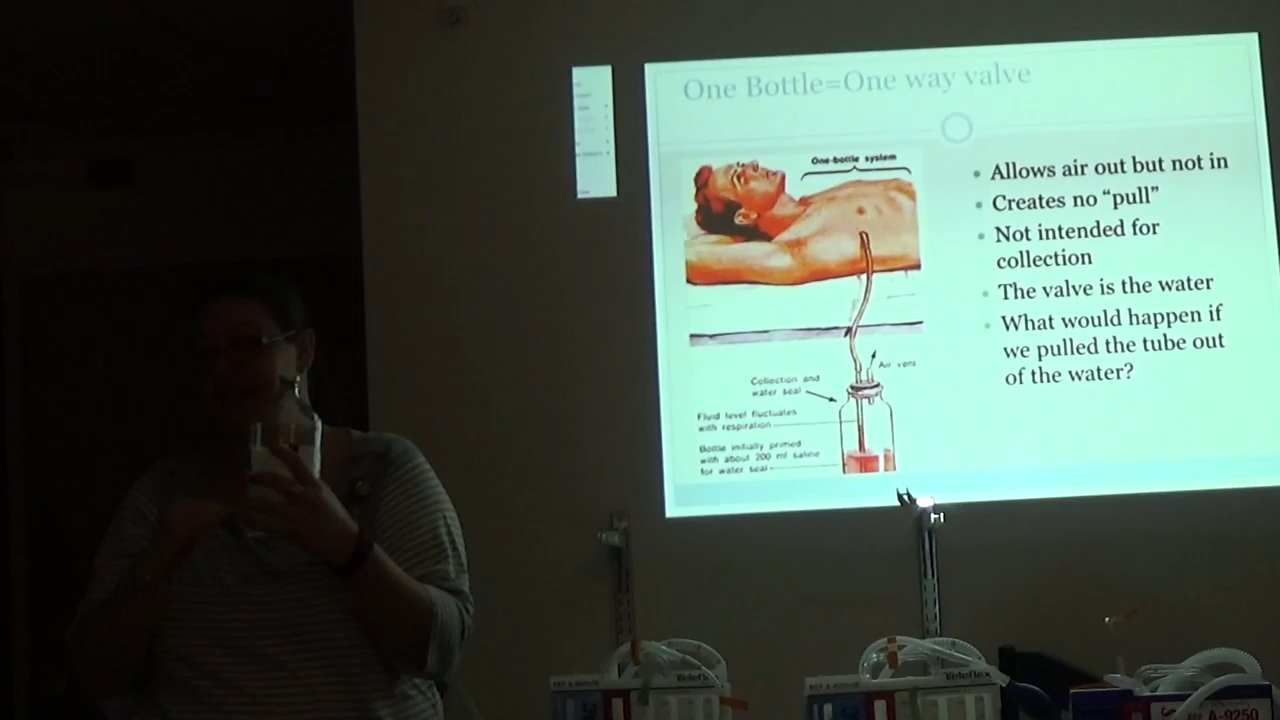 One Bottle=One way valve
One-bottle system
Allows air out but not in
Creates no “pull”
Not intended for
collection
The valve is the water
What would happen if
we pulled the tube out
of the water?
Air vent
Collection and
water seal
Fluid level fluctuates
with respiration
Bottle initially primed
with about 200 ml saline
for water seal
Teleflex
Teleflex
A-9250